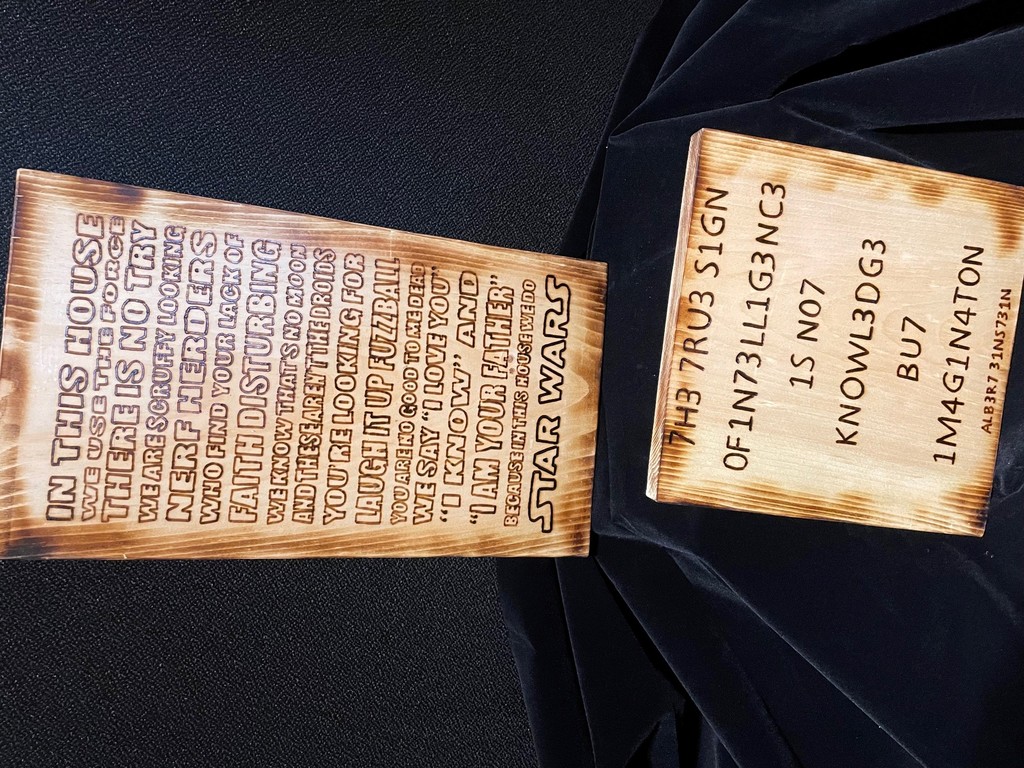 IN THIS HOUSE
WE USE THE FORCE
THERE IS NO TRY
WE ARE SCRUFFY LOOKING
NERF HERDERS
WHO FIND YOUR LACK OF
FAITH DISTURBING
WE KNOW THAT'S NO MOON
AND THESE AREN'T THE DROIDS
YOU'RE LOOKING FOR
LAUGH IT UP FUZZBALL
YOU ARE NO GOOD TO ME DEAD
WE SAY "I LOVE YOU"
"I KNOW" AND
"I AM YOUR FATHER"
BECAUSE IN THIS HOUSE WE DO
STAR WARS
7H3 7RU3 S1GN
OF1N73LL1G3NC3
1S NO7
KNOWL3DG3
BU7
1M4G1N4TON
ALB3R7 31NS731N